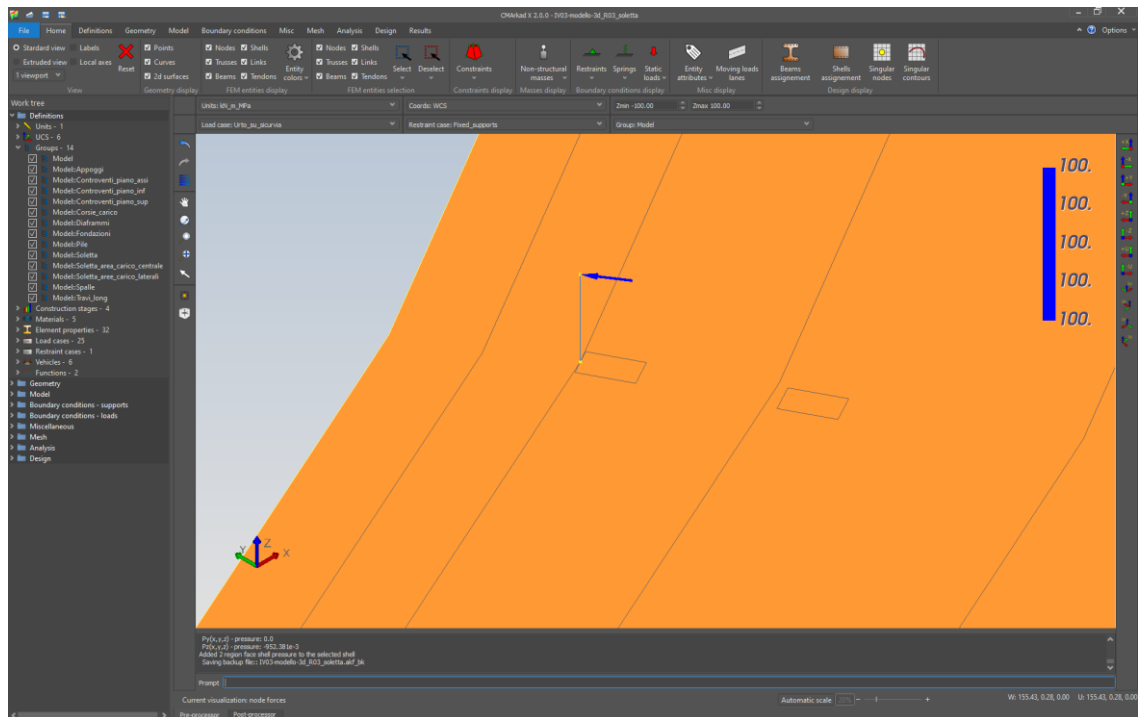 CMArkad X 2.0.0 - IV03-modello-3d_R03_soletta
File Home Definitions Geometry Model Boundary conditions Misc Mesh Analysis Design Results Options
Standard view Labels
Extruded view Local axes
1 viewport Reset
View
Points
Curves
2d surfaces
Geometry display
Nodes Shells
Trusses Links
Beams Tendons
Entity colors
FEM entities display
Nodes Shells
Trusses Links
Beams Tendons
Select Deselect
FEM entities selection
Constraints
Constraints display
Non-structural masses
Masses display
Restraints Springs Static loads
Boundary conditions display
Entity attributes Moving loads lanes
Misc display
Beams assignement Shells assignement Singular nodes Singular contours
Design display
Work tree
Definitions
Units - 1
UCS - 6
Groups - 14
Model
Model::Appoggi
Model::Controventi_piano_assi
Model::Controventi_piano_inf
Model::Controventi_piano_sup
Model::Corsie_carico
Model::Diaframmi
Model::Fondazioni
Model::Pile
Model::Soletta
Model::Soletta_area_carico_centrale
Model::Soletta_aree_carico_laterali
Model::Spalle
Model::Travi_long
Construction stages - 4
Materials - 5
Element properties - 32
Load cases - 25
Restraint cases - 1
Vehicles - 6
Functions - 2
Geometry
Model
Boundary conditions - supports
Boundary conditions - loads
Miscellaneous
Mesh
Analysis
Design
Units: kN_m_MPa Coords: WCS Zmin -100.00 Zmax 100.00
Load case: Urto_su_sicurvia Restraint case: Fixed_supports Group: Model
100.
100.
100.
100.
100.
Z
Y
X
Py(x,y,z) - pressure: 0.0
Pz(x,y,z) - pressure: -952.381e-3
Added 2 region face shell pressure to the selected shell
Saving backup file:: IV03-modello-3d_R03_soletta.akf_bk
Prompt
Current visualization: node forces Automatic scale 20% - + W: 155.43, 0.28, 0.00 U: 155.43, 0.28, 0.00
Pre-processor Post-processor